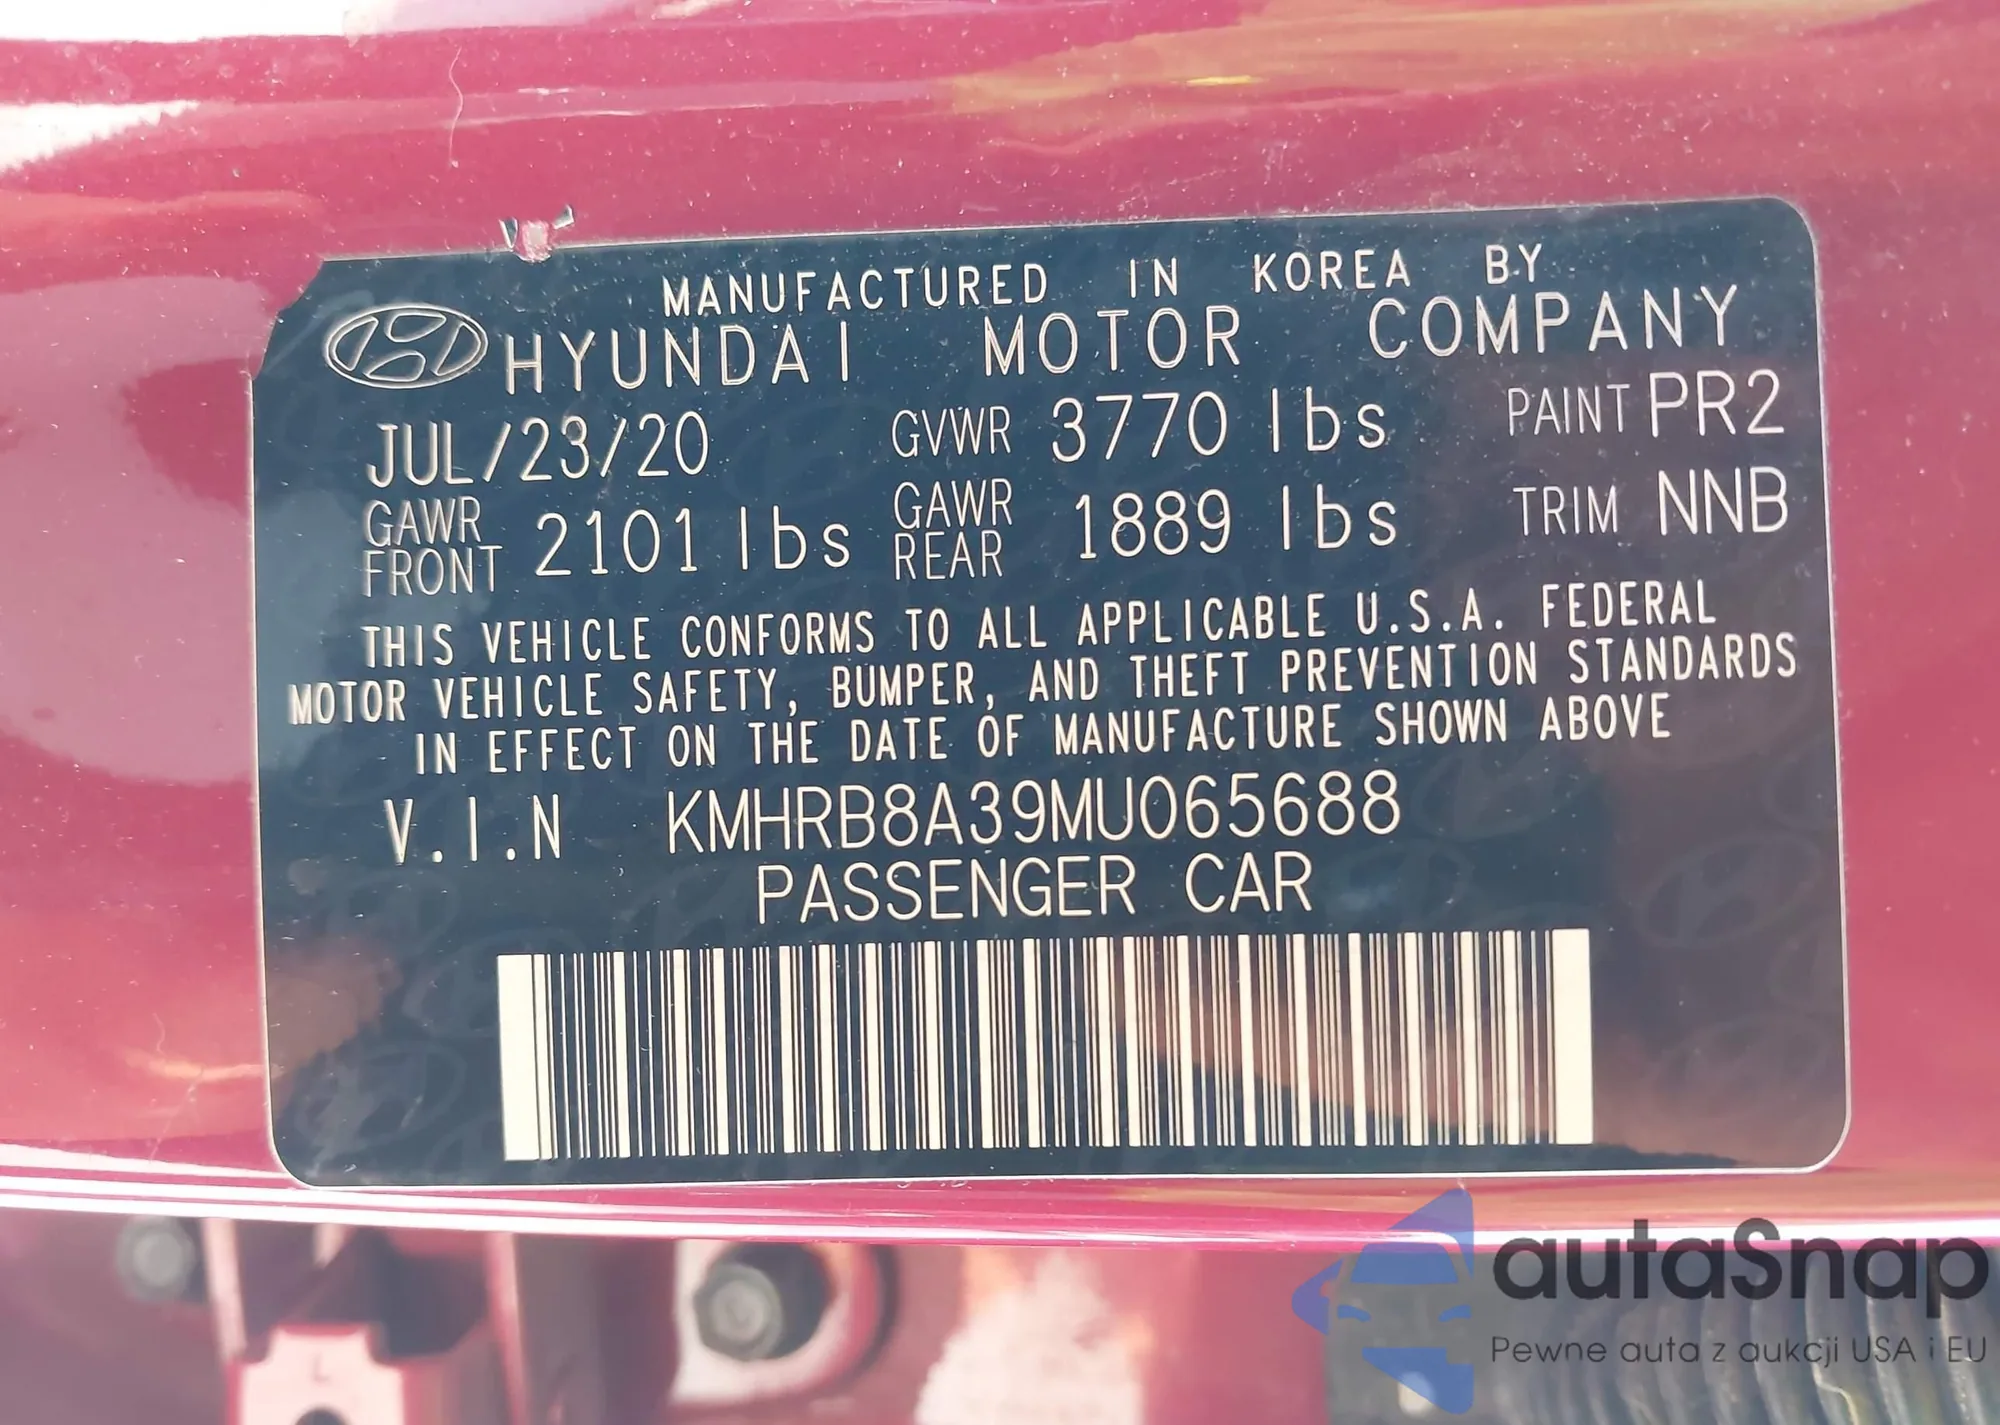 MANUFACTURED IN KOREA BY
HYUNDAI MOTOR COMPANY
JUL/23/20 GVWR 3770 lbs PAINT PR2
GAWR FRONT 2101 lbs GAWR REAR 1889 lbs TRIM NNB
THIS VEHICLE CONFORMS TO ALL APPLICABLE U.S.A. FEDERAL
MOTOR VEHICLE SAFETY, BUMPER, AND THEFT PREVENTION STANDARDS
IN EFFECT ON THE DATE OF MANUFACTURE SHOWN ABOVE
V.I.N KMHRB8A39MU065688
PASSENGER CAR
L
autaSnap
Pewne auta z aukcji USA i EU